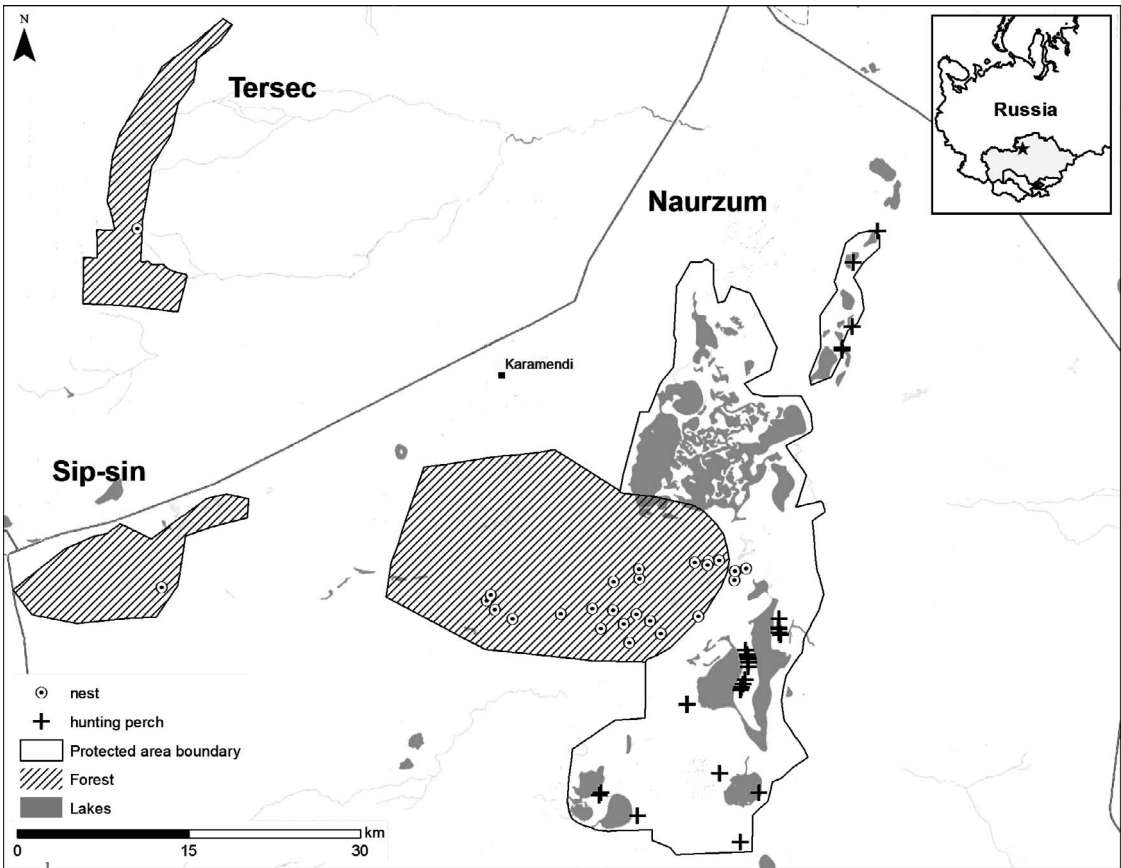 N
Tersec
Russia
Naurzum
Karamendi
Sip-sin
nest
hunting perch
Protected area boundary
Forest
Lakes
km
0 15 30